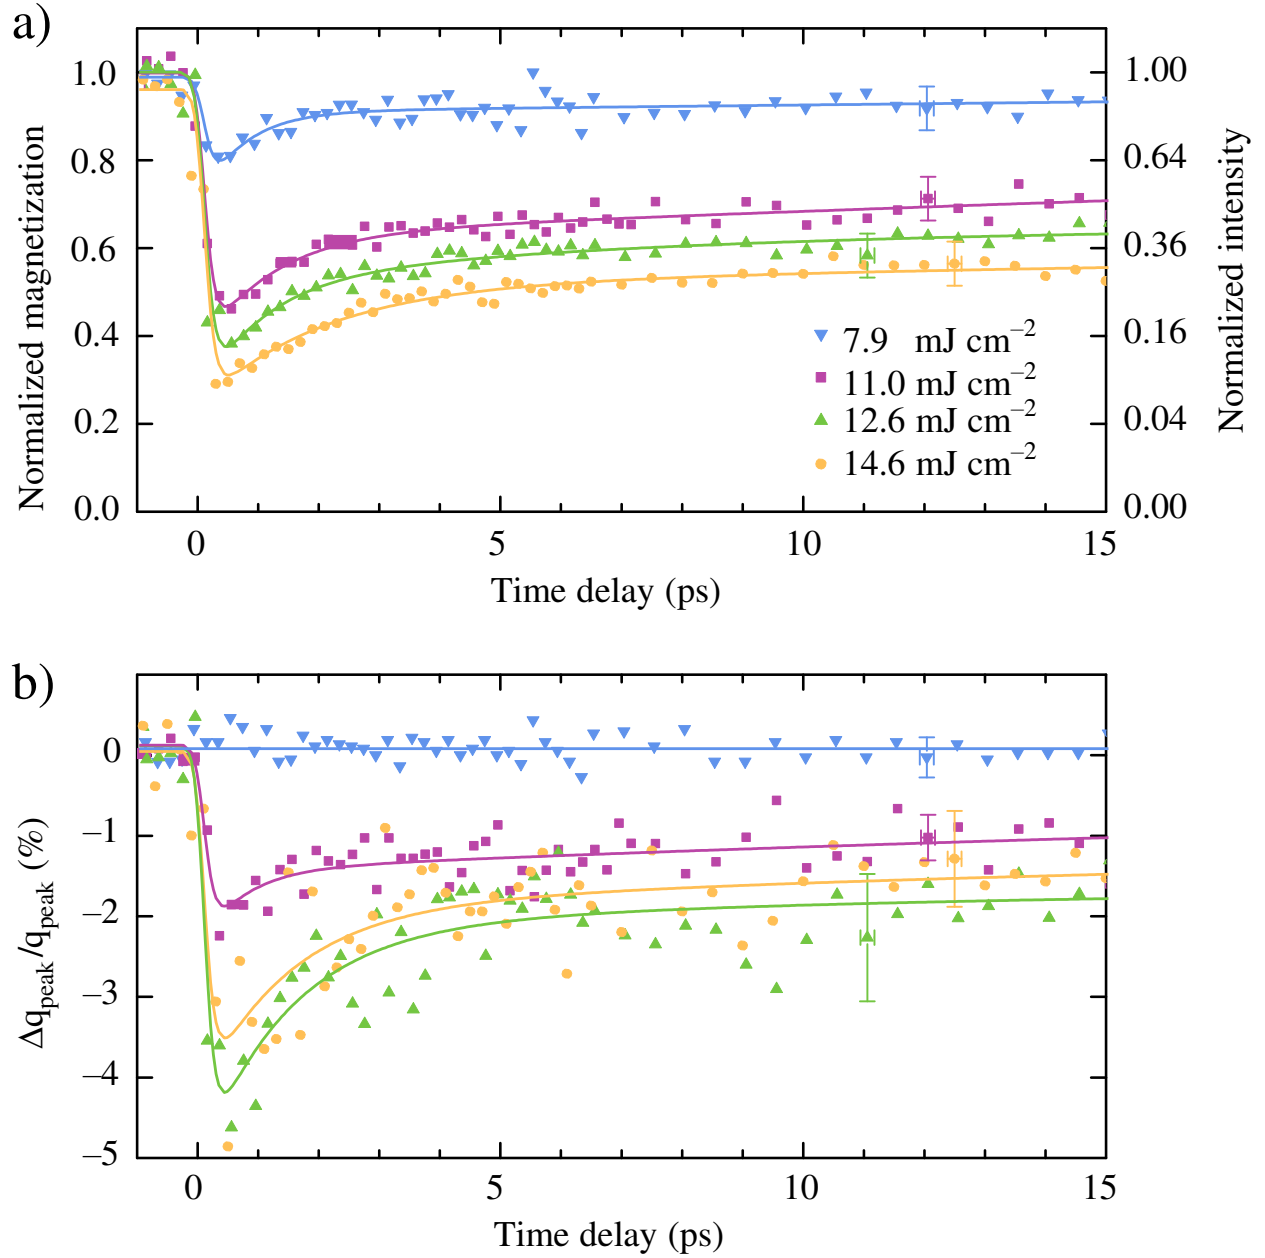 a)
Normalized magnetization
1.0
0.8
0.6
0.4
0.2
0.0
1.00
0.64
0.36
0.16
0.04
0.00
Normalized intensity
7.9 mJ cm⁻²
11.0 mJ cm⁻²
12.6 mJ cm⁻²
14.6 mJ cm⁻²
0 5 10 15
Time delay (ps)
b)
Δq_peak/q_peak (%)
0
−1
−2
−3
−4
−5
0 5 10 15
Time delay (ps)